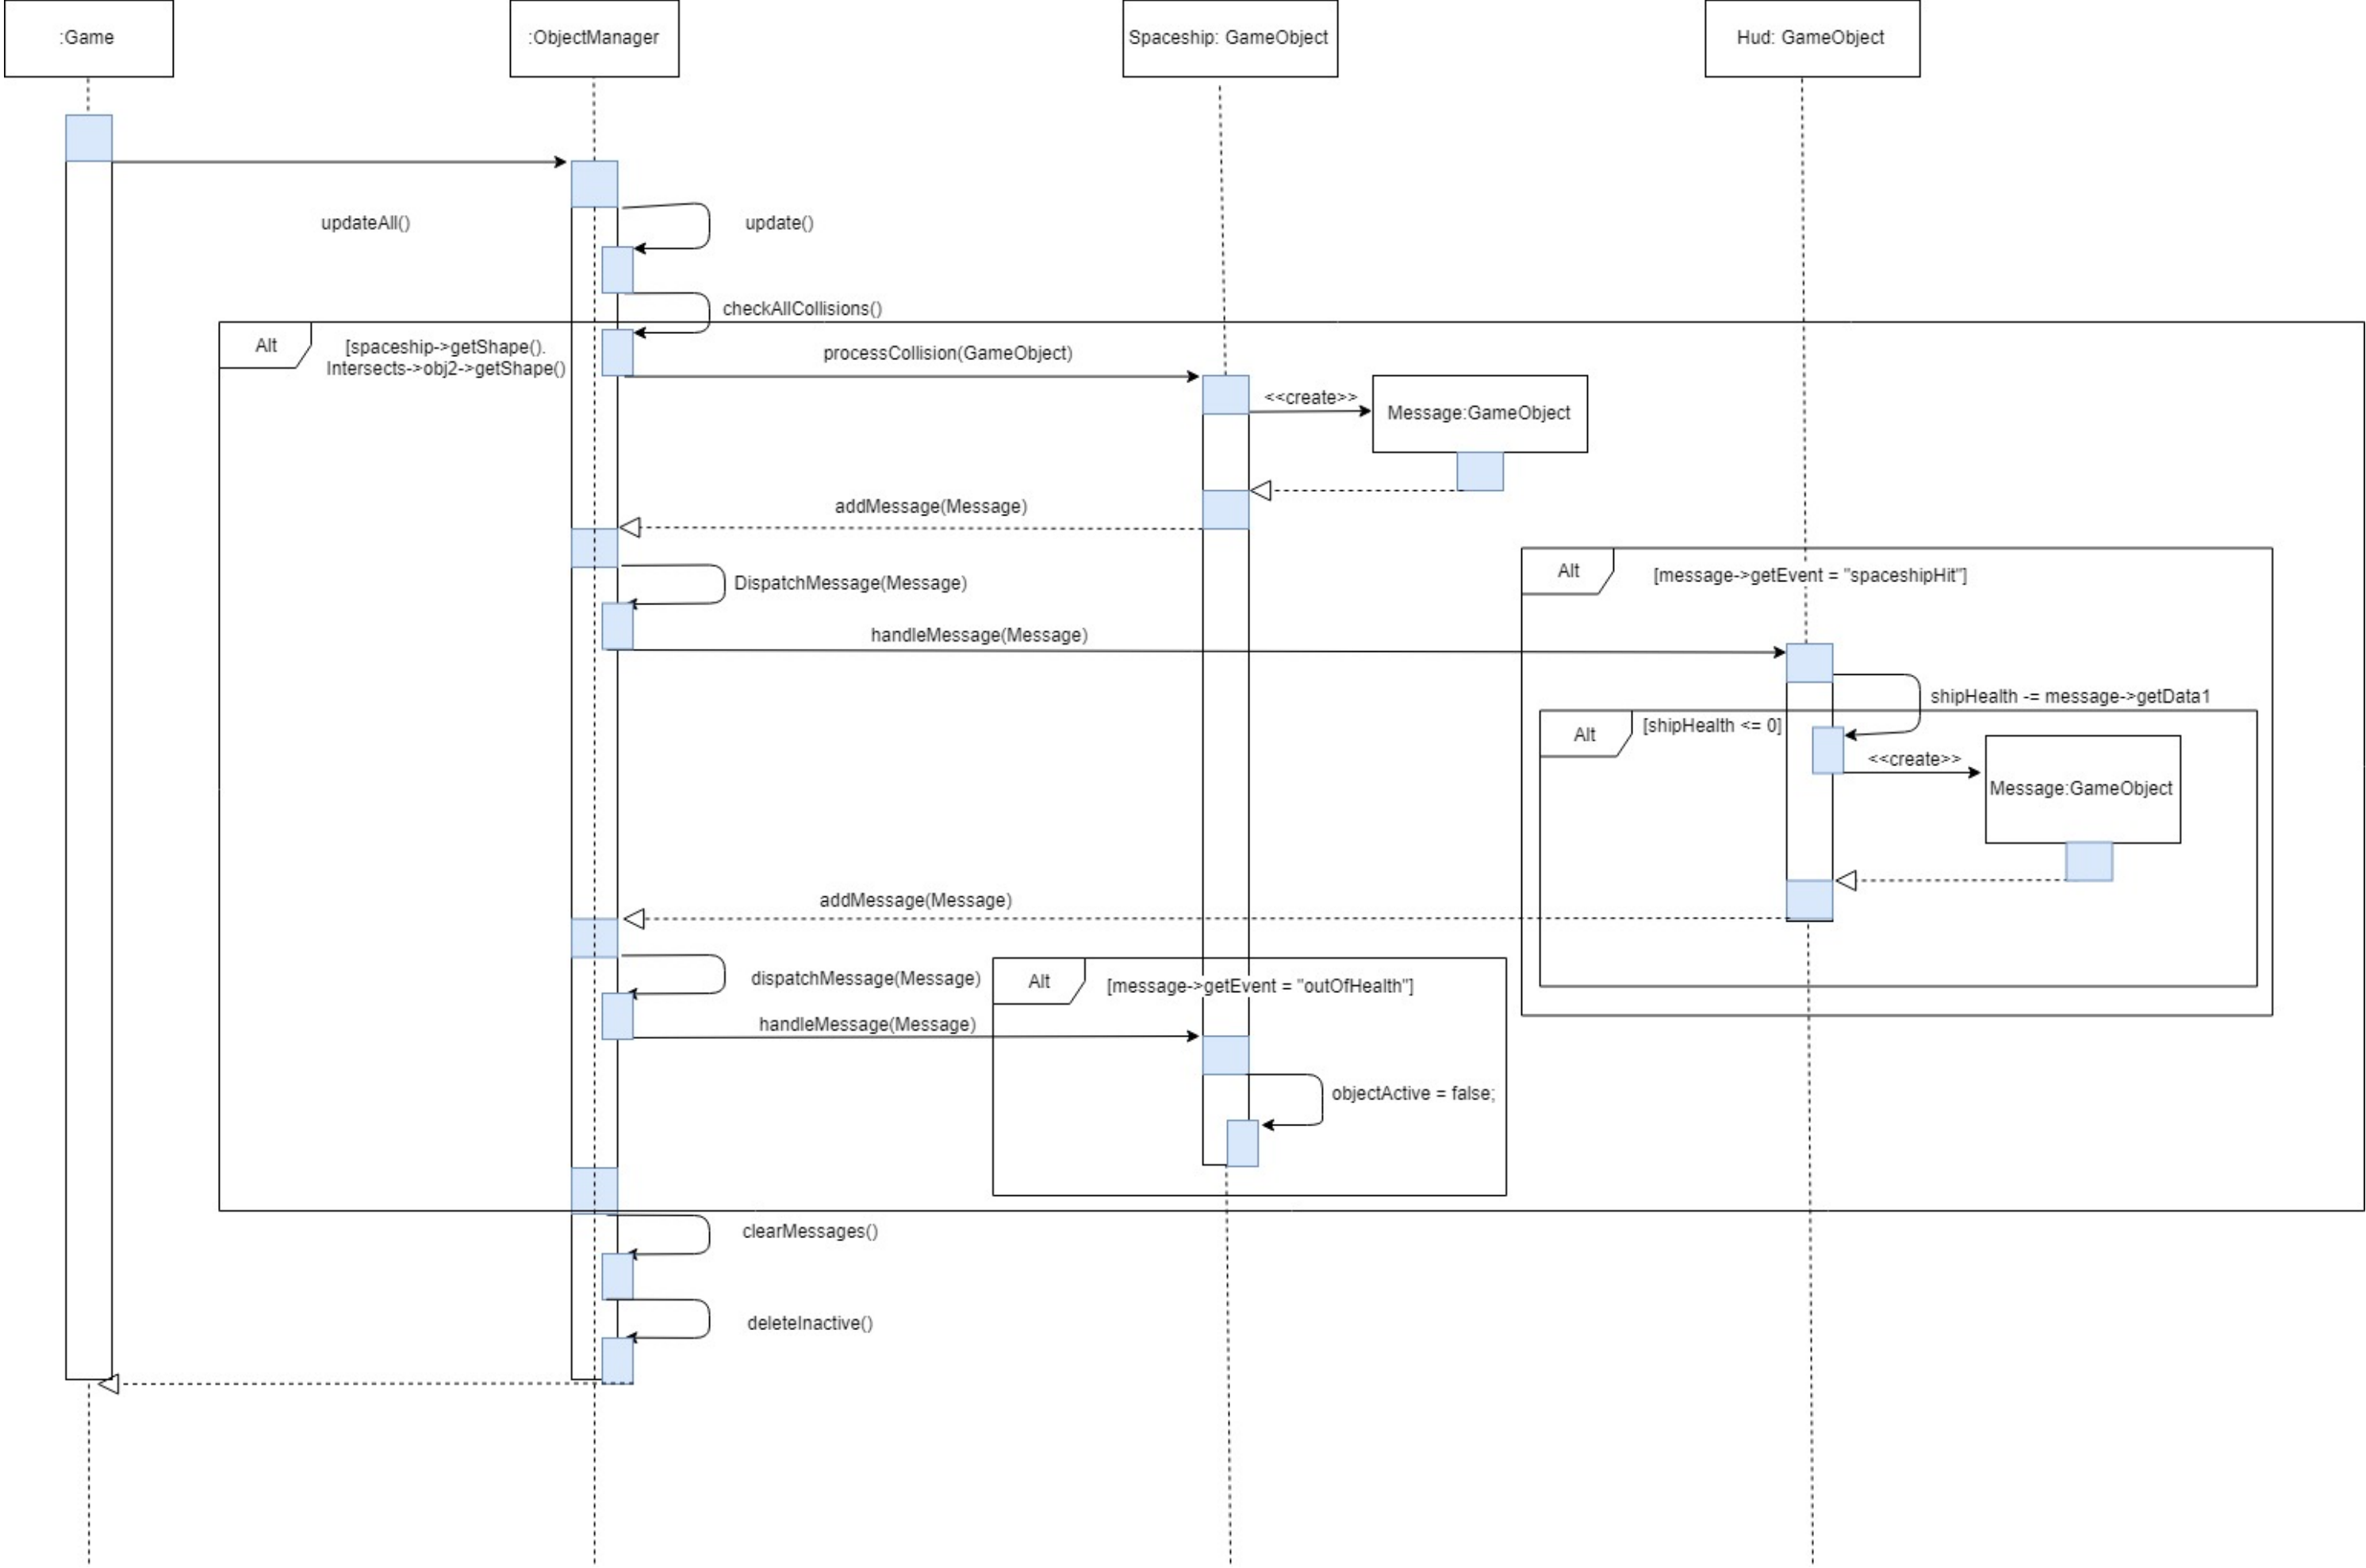 :Game
:ObjectManager
Spaceship: GameObject
Hud: GameObject
updateAll()
update()
checkAllCollisions()
Alt
[spaceship->getShape().
Intersects->obj2->getShape()
processCollision(GameObject)
<<create>>
Message:GameObject
addMessage(Message)
Alt
[message->getEvent = "spaceshipHit"]
DispatchMessage(Message)
handleMessage(Message)
shipHealth -= message->getData1
Alt
[shipHealth <= 0]
<<create>>
Message:GameObject
addMessage(Message)
dispatchMessage(Message)
Alt
[message->getEvent = "outOfHealth"]
handleMessage(Message)
objectActive = false;
clearMessages()
deleteInactive()